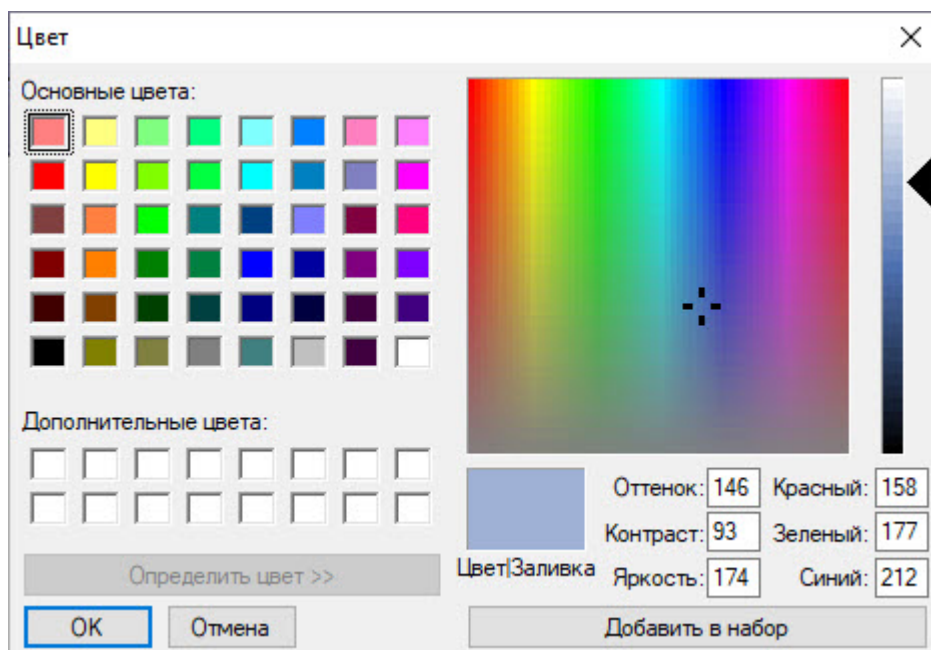 Цвет
Основные цвета:
Дополнительные цвета:
Определить цвет >>
OK
Отмена
Цвет|Заливка
Оттенок: 146
Красный: 158
Контраст: 93
Зеленый: 177
Яркость: 174
Синий: 212
Добавить в набор